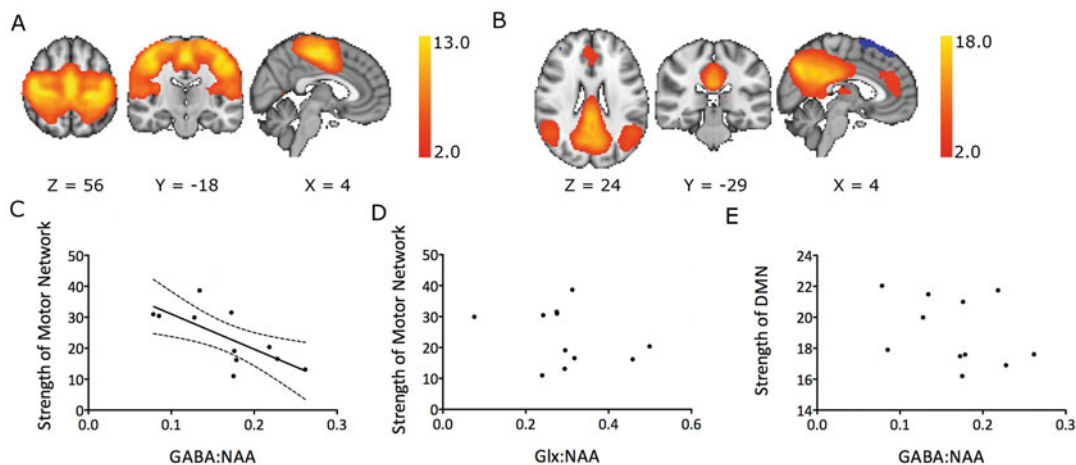 A
13.0
2.0
Z = 56
Y = -18
X = 4
B
18.0
2.0
Z = 24
Y = -29
X = 4
C
Strength of Motor Network
50
40
30
20
10
0
0.0
0.1
0.2
0.3
GABA:NAA
D
Strength of Motor Network
50
40
30
20
10
0
0.0
0.2
0.4
0.6
Glx:NAA
E
Strength of DMN
24
22
20
18
16
14
0.0
0.1
0.2
0.3
GABA:NAA